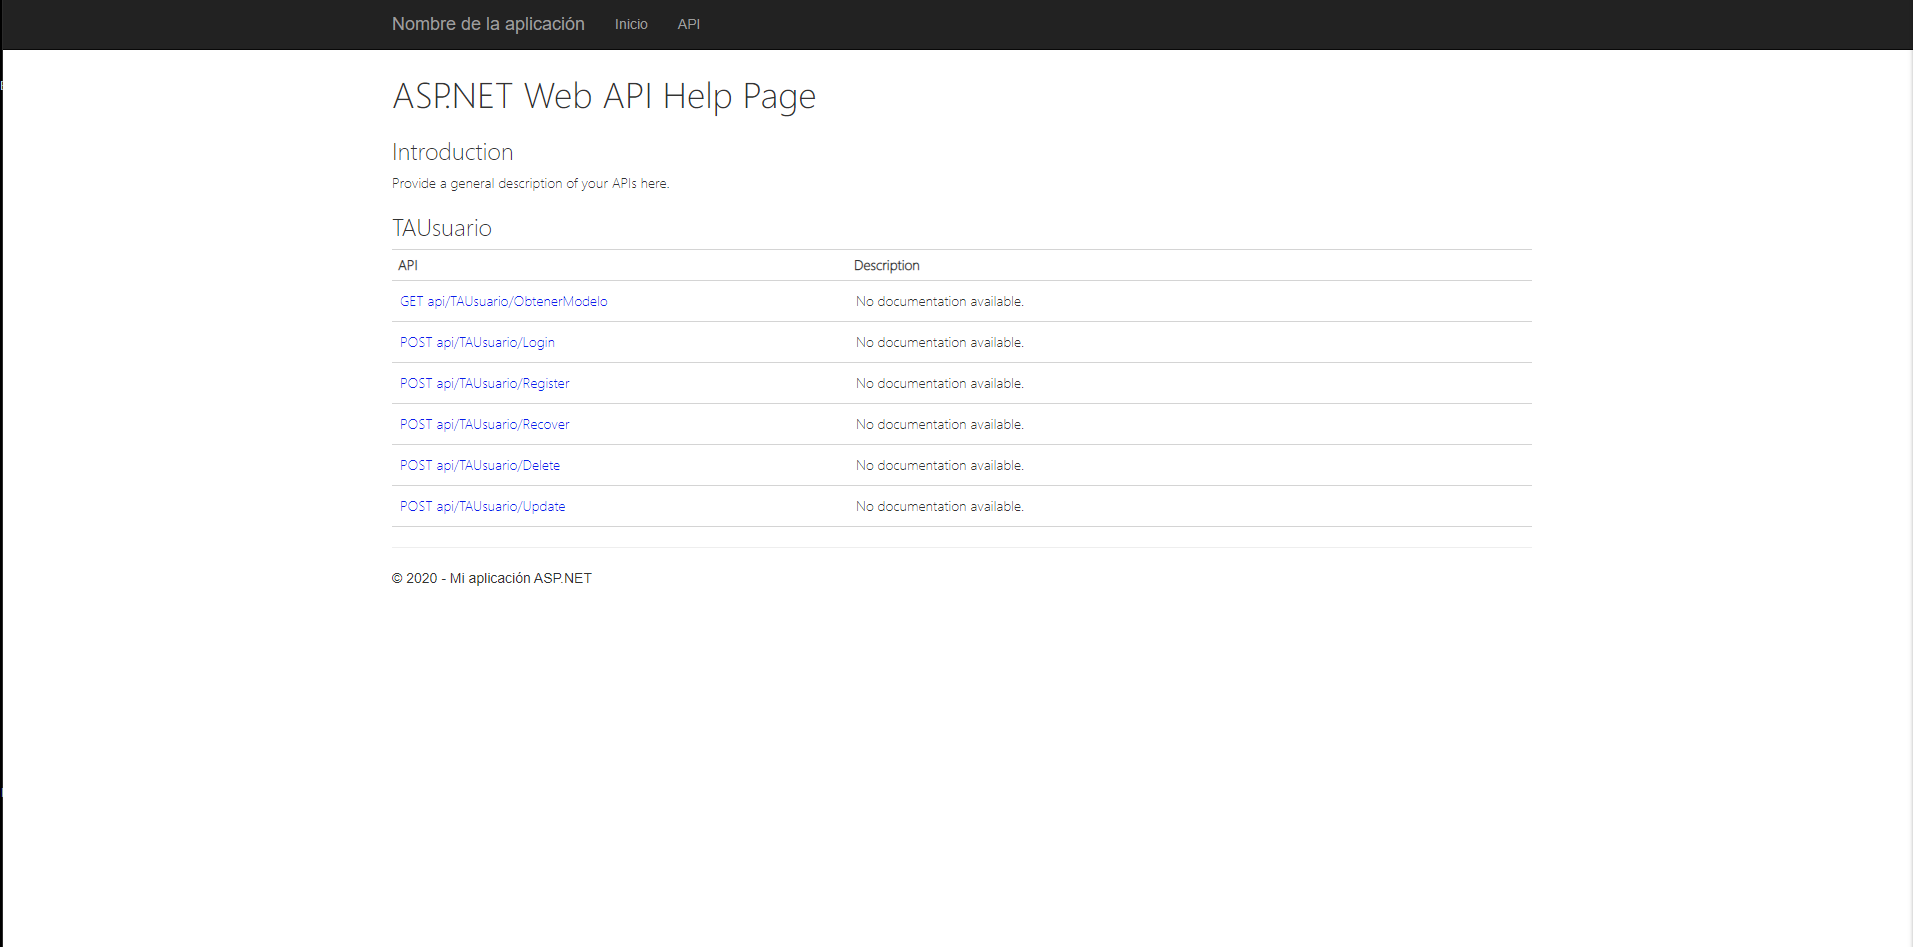 Nombre de la aplicación Inicio API
ASP.NET Web API Help Page
Introduction
Provide a general description of your APIs here.
TAUsuario
API Description
GET api/TAUsuario/ObtenerModelo No documentation available.
POST api/TAUsuario/Login No documentation available.
POST api/TAUsuario/Register No documentation available.
POST api/TAUsuario/Recover No documentation available.
POST api/TAUsuario/Delete No documentation available.
POST api/TAUsuario/Update No documentation available.
© 2020 - Mi aplicación ASP.NET